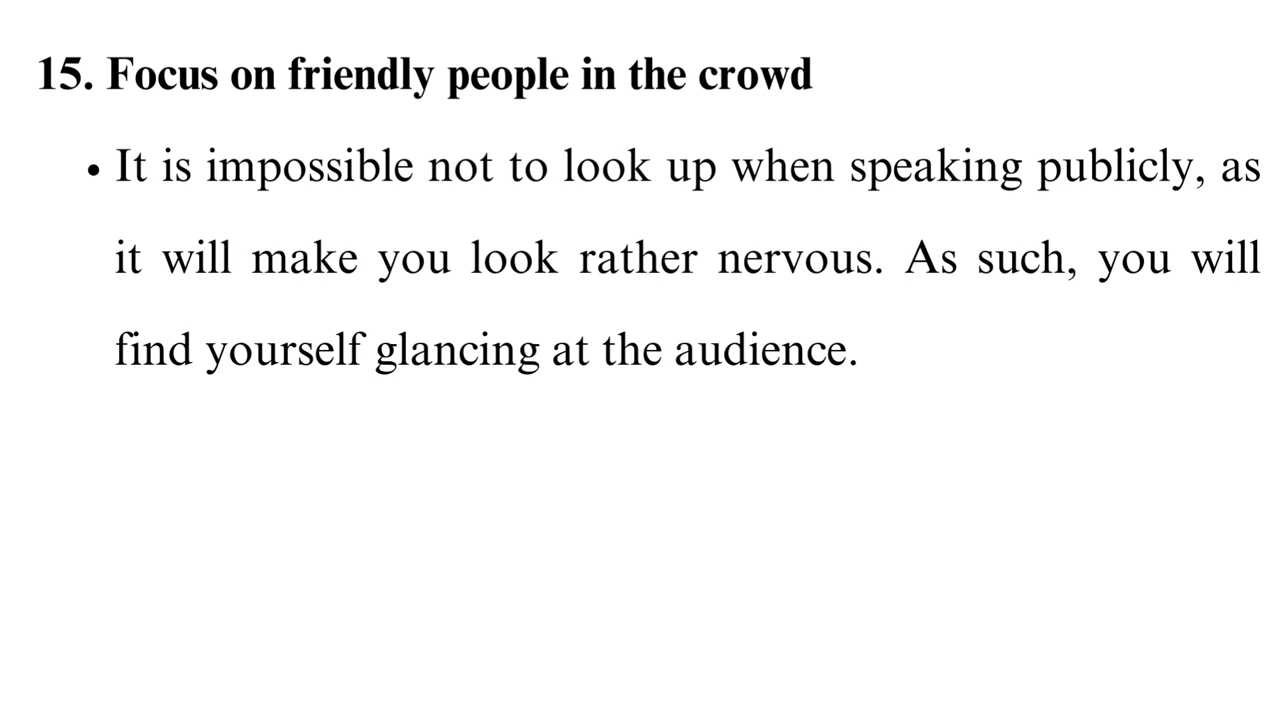 15. Focus on friendly people in the crowd
• It is impossible not to look up when speaking publicly, as
it will make you look rather nervous. As such, you will
find yourself glancing at the audience.